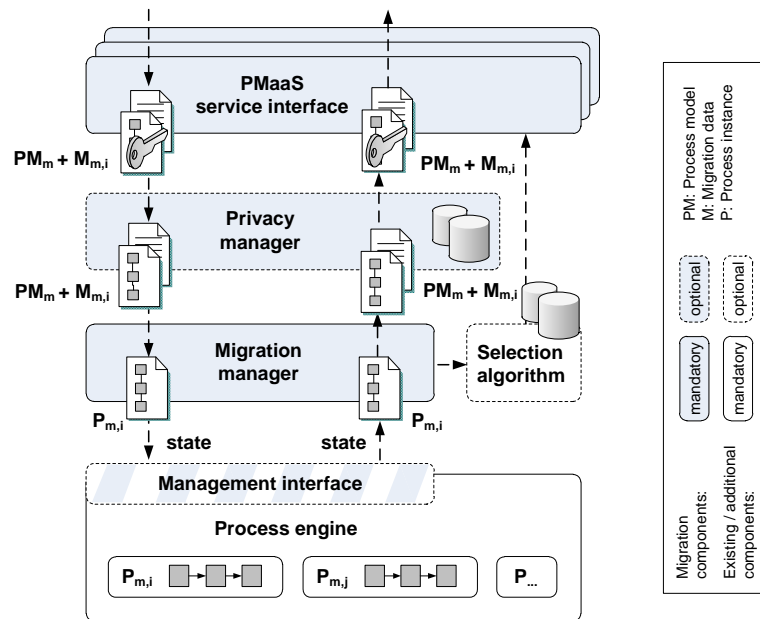 PMaaS
service interface
PMm + Mm,i
PMm + Mm,i
Privacy
manager
PMm + Mm,i
PMm + Mm,i
Migration
manager
Selection
algorithm
Pm,i
Pm,i
state
state
Management interface
Process engine
Pm,i
Pm,j
P...
PM: Process model
M: Migration data
P: Process instance
optional
optional
mandatory
mandatory
Migration
components:
Existing / additional
components: